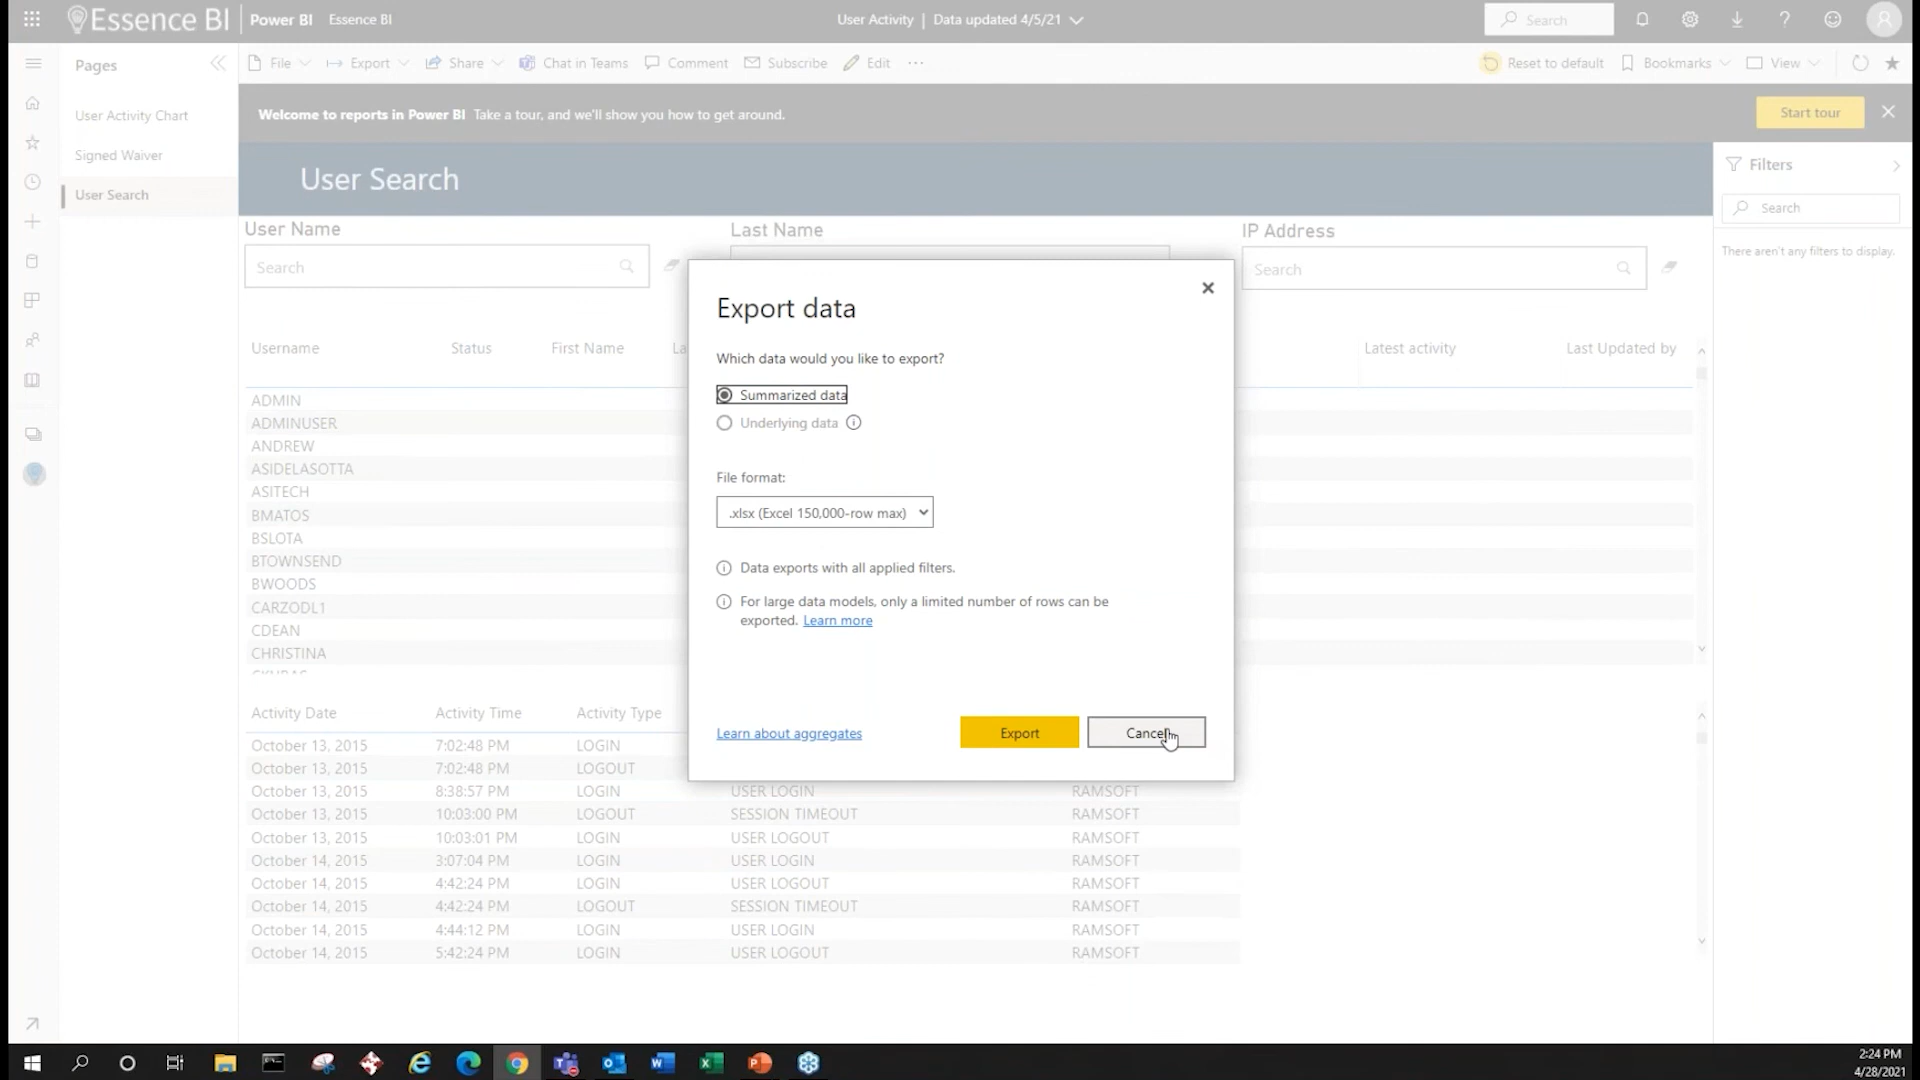 Essence BI Power BI Essence BI User Activity | Data updated 4/5/21 Search
Pages File Export Share Chat in Teams Comment Subscribe Edit ... Reset to default Bookmarks View
User Activity Chart
Signed Waiver
User Search
Welcome to reports in Power BI Take a tour, and we'll show you how to get around. Start tour
User Search
Filters
Search
There aren't any filters to display.
User Name Last Name IP Address
Search Search
Username Status First Name La Latest activity Last Updated by
ADMIN
ADMINUSER
ANDREW
ASIDELASOTTA
ASITECH
BMATOS
BSLOTA
BTOWNSEND
BWOODS
CARZODL1
CDEAN
CHRISTINA
Export data
Which data would you like to export?
Summarized data
Underlying data
File format:
.xlsx (Excel 150,000-row max)
Data exports with all applied filters.
For large data models, only a limited number of rows can be
exported. Learn more
Learn about aggregates Export Cancel
Activity Date Activity Time Activity Type
October 13, 2015 7:02:48 PM LOGIN
October 13, 2015 7:02:48 PM LOGOUT
October 13, 2015 8:38:57 PM LOGIN USER LOGIN RAMSOFT
October 13, 2015 10:03:00 PM LOGOUT SESSION TIMEOUT RAMSOFT
October 13, 2015 10:03:01 PM LOGIN USER LOGOUT RAMSOFT
October 14, 2015 3:07:04 PM LOGIN USER LOGIN RAMSOFT
October 14, 2015 4:42:24 PM LOGIN USER LOGOUT RAMSOFT
October 14, 2015 4:42:24 PM LOGOUT SESSION TIMEOUT RAMSOFT
October 14, 2015 4:44:12 PM LOGIN USER LOGIN RAMSOFT
October 14, 2015 5:42:24 PM LOGIN USER LOGOUT RAMSOFT
2:24 PM
4/28/2021